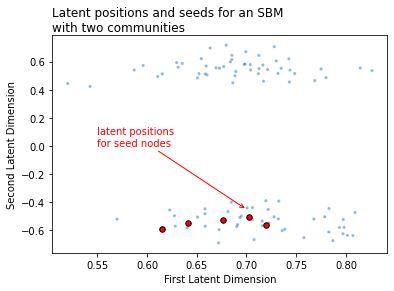 Latent positions and seeds for an SBM
with two communities
Second Latent Dimension
0.6
0.4
0.2
0.0
−0.2
−0.4
−0.6
latent positions
for seed nodes
0.55
0.60
0.65
0.70
0.75
0.80
First Latent Dimension